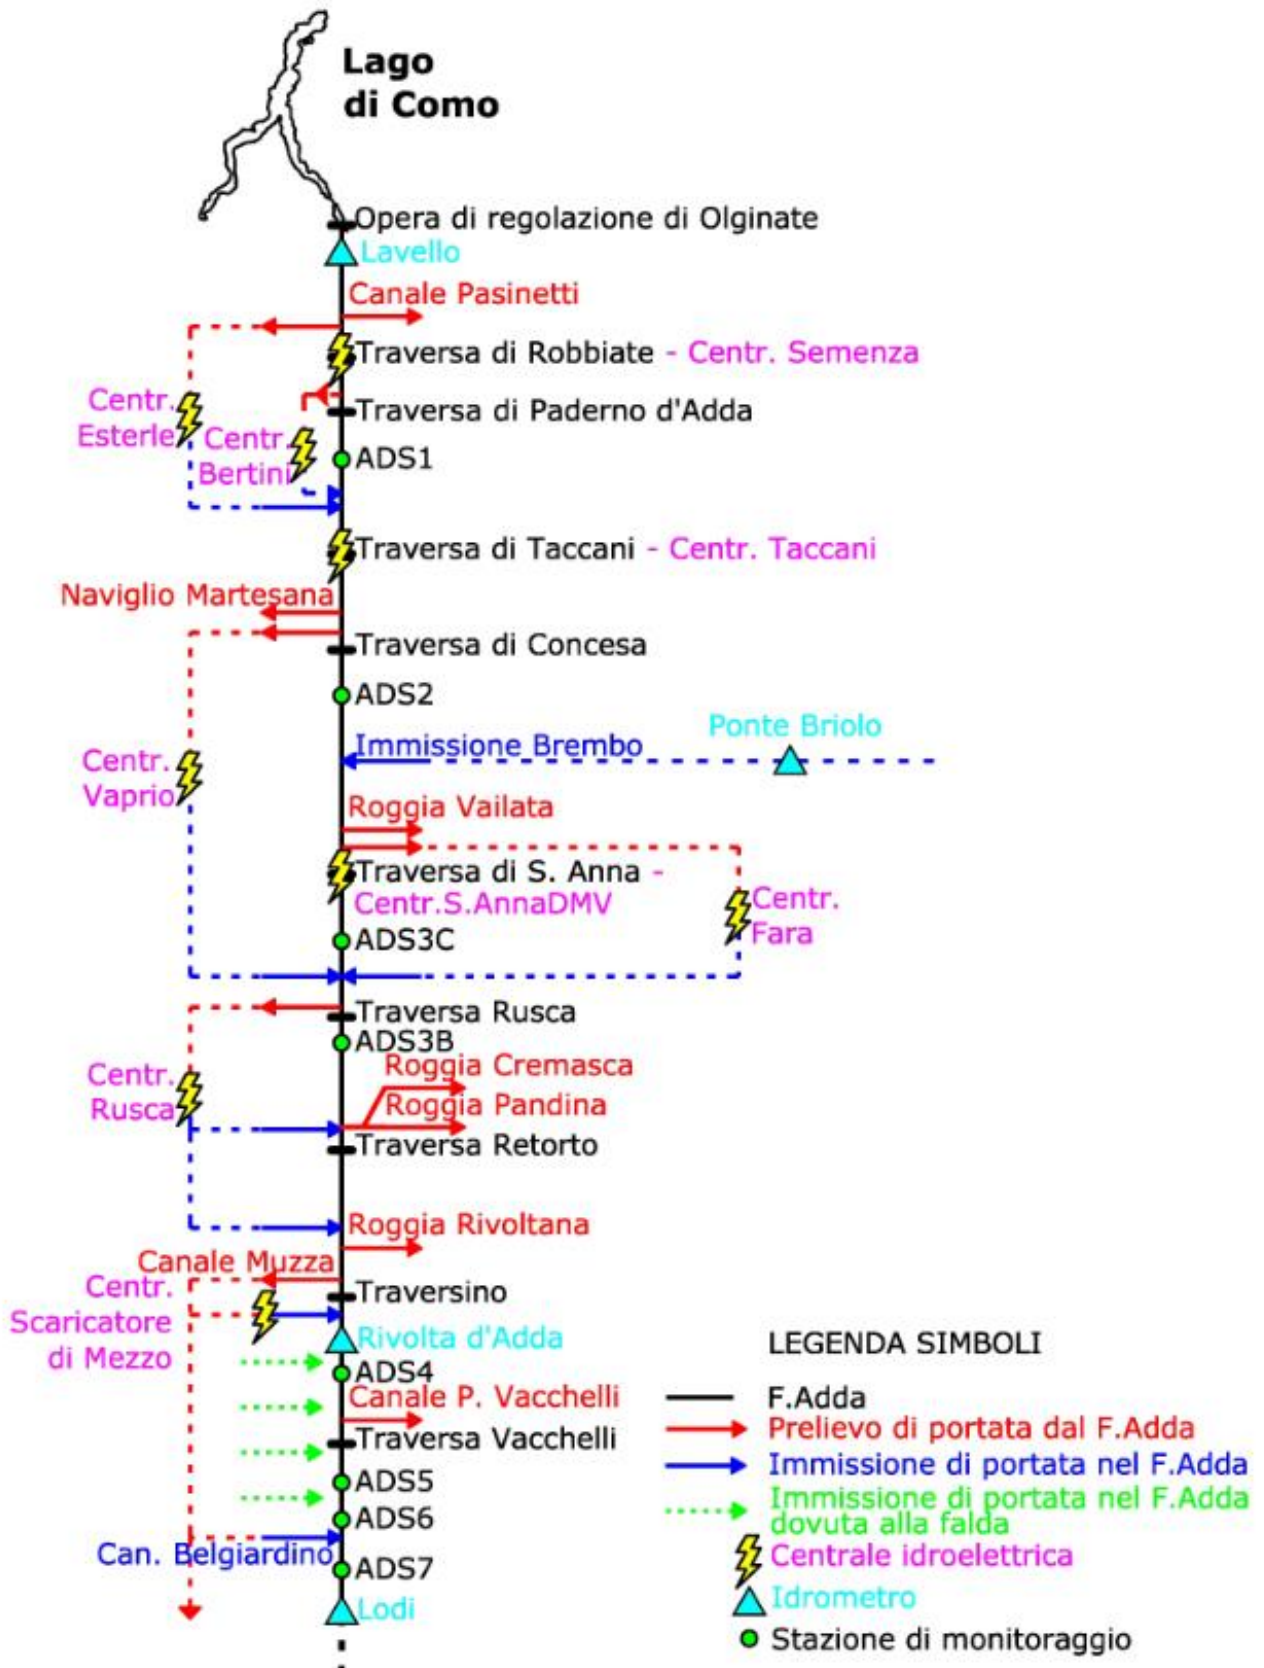 Lago
di Como
Opera di regolazione di Olginate
Lavello
Canale Pasinetti
Traversa di Robbiate - Centr. Semenza
Centr.
Esterle
Traversa di Paderno d'Adda
Centr.
Bertini
ADS1
Traversa di Taccani - Centr. Taccani
Naviglio Martesana
Traversa di Concesa
ADS2
Ponte Briolo
Immissione Brembo
Centr.
Vaprio
Roggia Vailata
Traversa di S. Anna -
Centr.S.AnnaDMV
Centr.
Fara
ADS3C
Traversa Rusca
ADS3B
Roggia Cremasca
Centr.
Rusca
Roggia Pandina
Traversa Retorto
Roggia Rivoltana
Canale Muzza
Centr.
Scaricatore
di Mezzo
Traversino
Rivolta d'Adda
ADS4
Canale P. Vacchelli
Traversa Vacchelli
ADS5
ADS6
Can. Belgiardino
ADS7
Lodi
LEGENDA SIMBOLI
F.Adda
Prelievo di portata dal F.Adda
Immissione di portata nel F.Adda
Immissione di portata nel F.Adda
dovuta alla falda
Centrale idroelettrica
Idrometro
Stazione di monitoraggio